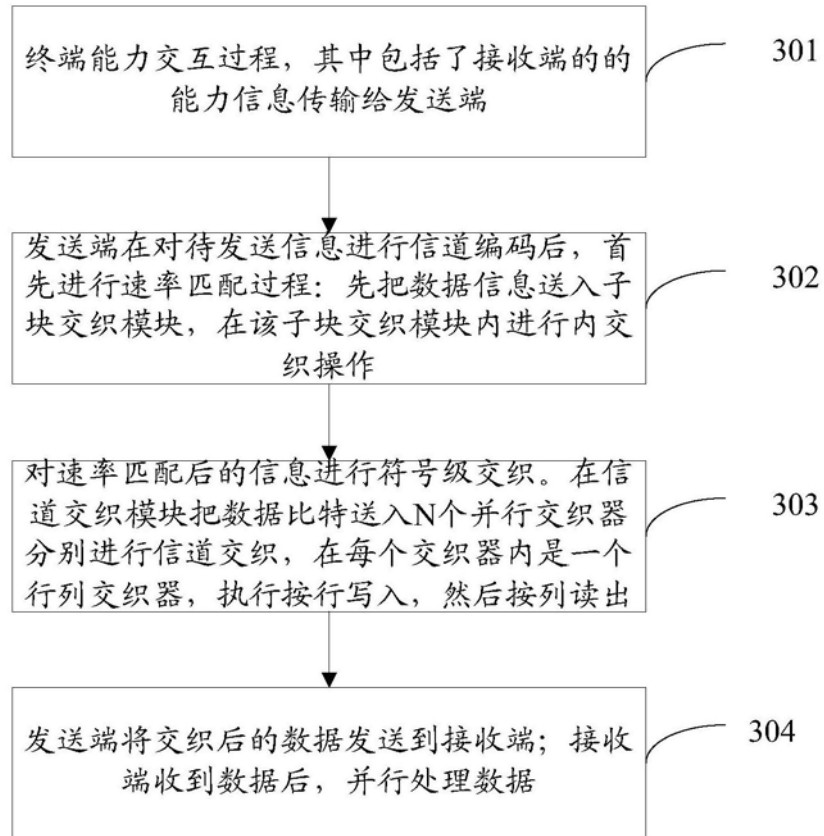 终端能力交互过程，其中包括了接收端的的
能力信息传输给发送端
301
发送端在对待发送信息进行信道编码后，首
先进行速率匹配过程：先把数据信息送入子
块交织模块，在该子块交织模块内进行内交
织操作
302
对速率匹配后的信息进行符号级交织。在信
道交织模块把数据比特送入N个并行交织器
分别进行信道交织，在每个交织器内是一个
行列交织器，执行按行写入，然后按列读出
303
发送端将交织后的数据发送到接收端；接收
端收到数据后，并行处理数据
304